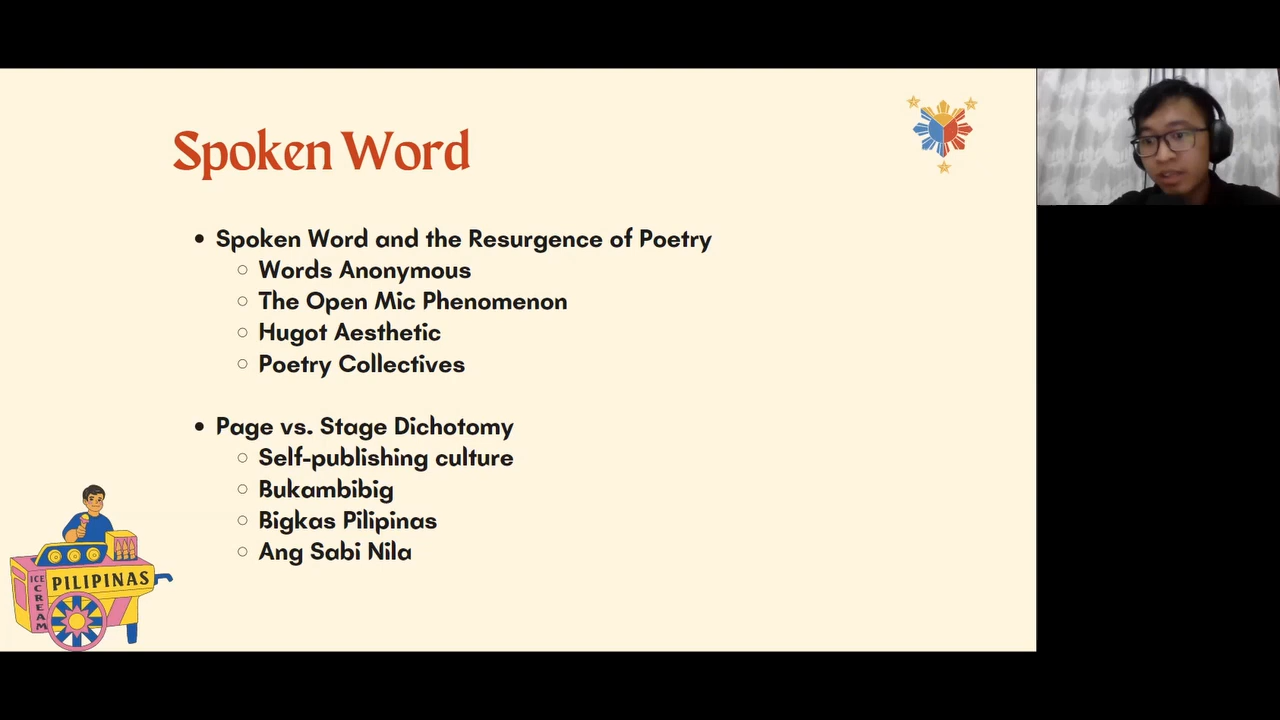 Spoken Word
Spoken Word and the Resurgence of Poetry
Words Anonymous
The Open Mic Phenomenon
Hugot Aesthetic
Poetry Collectives
Page vs. Stage Dichotomy
Self-publishing culture
Bukambibig
Bigkas Pilipinas
Ang Sabi Nila
ICE CREAM
PILIPINAS